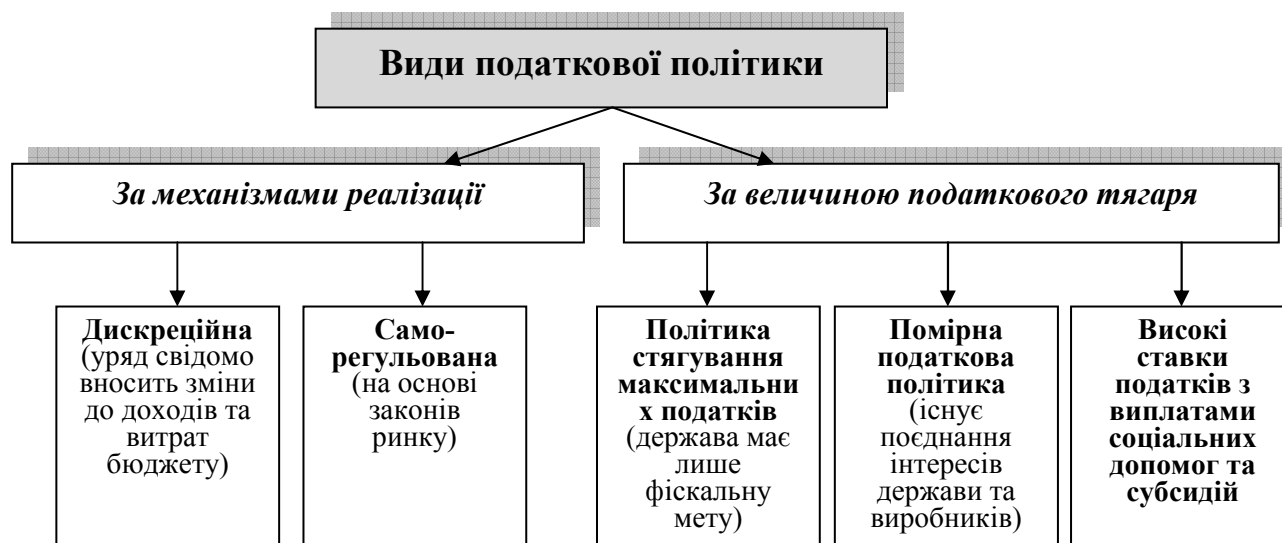 Види податкової політики
За механізмами реалізації
За величиною податкового тягаря
Дискреційна
(уряд свідомо
вносить зміни
до доходів та
витрат
бюджету)
Само-
регульована
(на основі
законів
ринку)
Політика
стягування
максимальни
х податків
(держава має
лише
фіскальну
мету)
Помірна
податкова
політика
(існує
поєднання
інтересів
держави та
виробників)
Високі
ставки
податків з
виплатами
соціальних
допомог та
субсидій